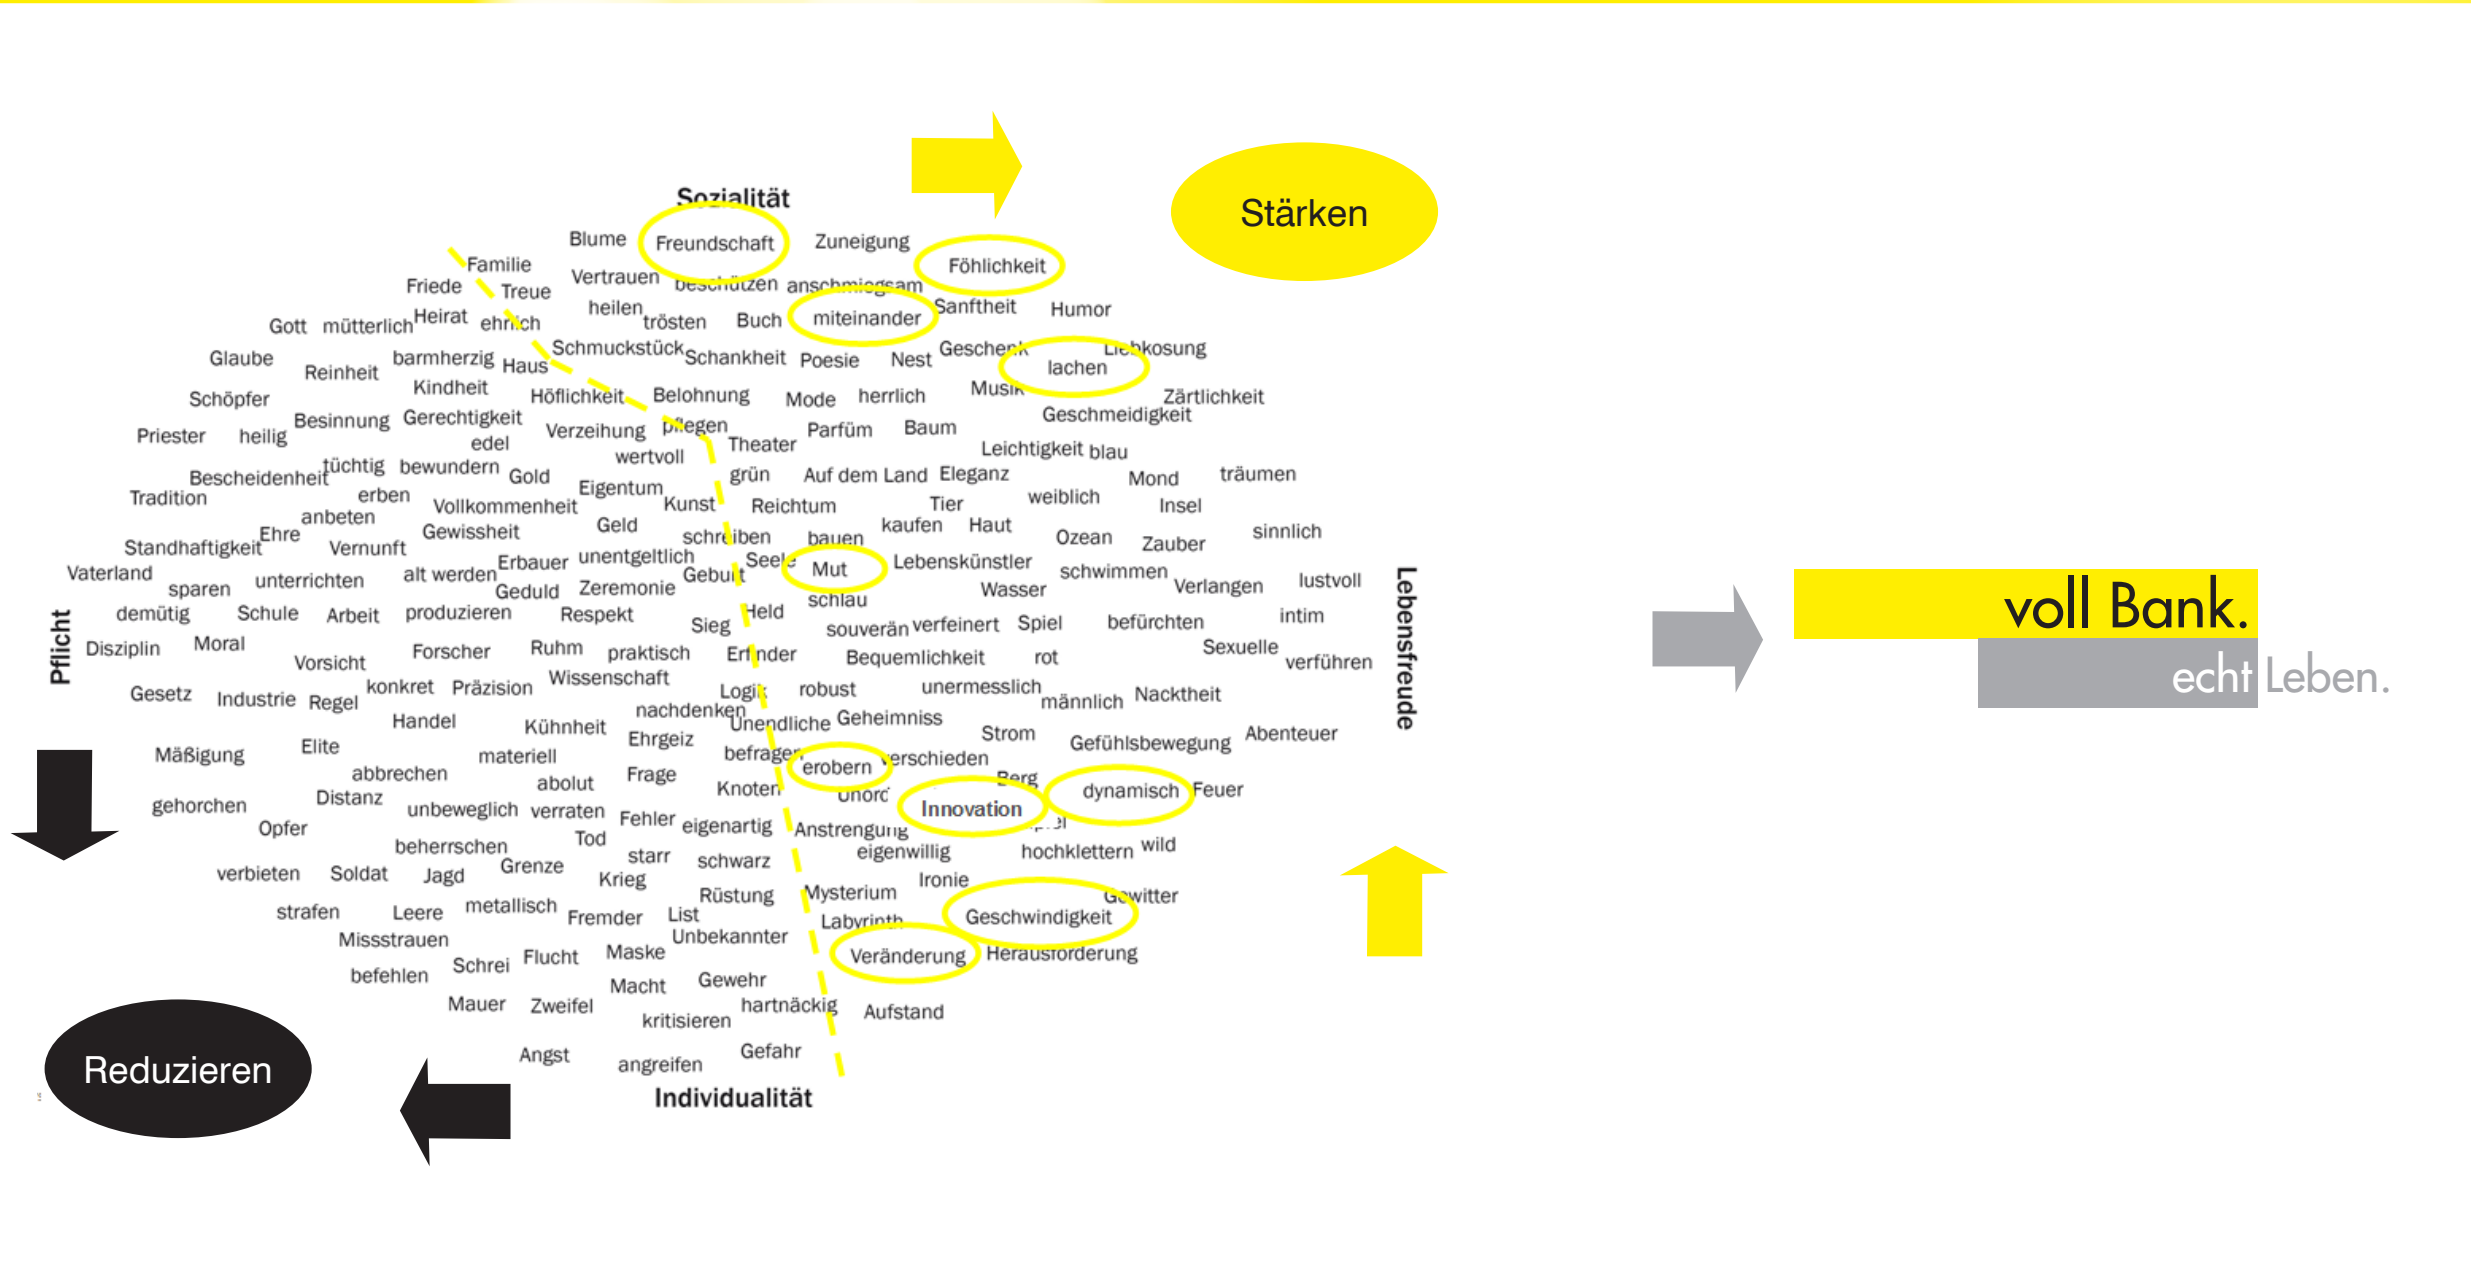 Sozialität
Stärken
Blume Freundschaft Zuneigung
Familie Föhlichkeit
Friede Treue Vertrauen beschützen anschmiegsam
heilen Sanftheit Humor
Gott mütterlich Heirat ehrlich trösten Buch miteinander
Schmuckstück Geschenk Liebkosung
Glaube barmherzig Haus Schankheit Poesie Nest lachen
Reinheit Kindheit Musik
Schöpfer Höflichkeit Belohnung Mode herrlich Zärtlichkeit
Besinnung Gerechtigkeit Geschmeidigkeit
Priester heilig edel Verzeihung pflegen Parfüm Baum
Theater
wertvoll Leichtigkeit blau
tüchtig bewundern
Bescheidenheit Gold grün Auf dem Land Eleganz Mond träumen
Tradition erben Eigentum weiblich
Vollkommenheit Kunst Reichtum Tier Insel
anbeten Geld kaufen Haut
Ehre Gewissheit schreiben bauen Ozean sinnlich
Standhaftigkeit Vernunft unentgeltlich Zauber
Erbauer Seele Mut Lebenskünstler
Vaterland unterrichten alt werden Geburt schwimmen lustvoll
sparen Geduld Zeremonie Wasser Verlangen
schlau
Pflicht
demütig Schule Arbeit produzieren Respekt Held intim
Sieg souverän verfeinert Spiel befürchten
Lebensfreude
Disziplin Moral Forscher Ruhm praktisch Erfinder Bequemlichkeit rot Sexuelle verführen
Vorsicht
Gesetz Industrie Regel konkret Präzision Wissenschaft Logik robust unermesslich männlich Nacktheit
nachdenken
Handel Kühnheit Unendliche Geheimniss
Ehrgeiz Strom Gefühlsbewegung Abenteuer
Mäßigung Elite materiell befragen verschieden
abbrechen abolut Frage erobern Berg
Distanz Knoten dynamisch Feuer
gehorchen unbeweglich verraten Fehler Innovation
Opfer eigenartig Anstrengung
beherrschen Tod eigenwillig hochklettern wild
verbieten Soldat Jagd Grenze starr schwarz
Krieg Ironie
Rüstung Mysterium Gewitter
strafen Leere metallisch Fremder List Labyrinth Geschwindigkeit
Missstrauen Unbekannter
Schrei Flucht Maske Veränderung Herausforderung
befehlen Macht Gewehr
Mauer Zweifel hartnäckig Aufstand
kritisieren
Angst angreifen Gefahr
Individualität
Reduzieren
voll Bank.
echt Leben.